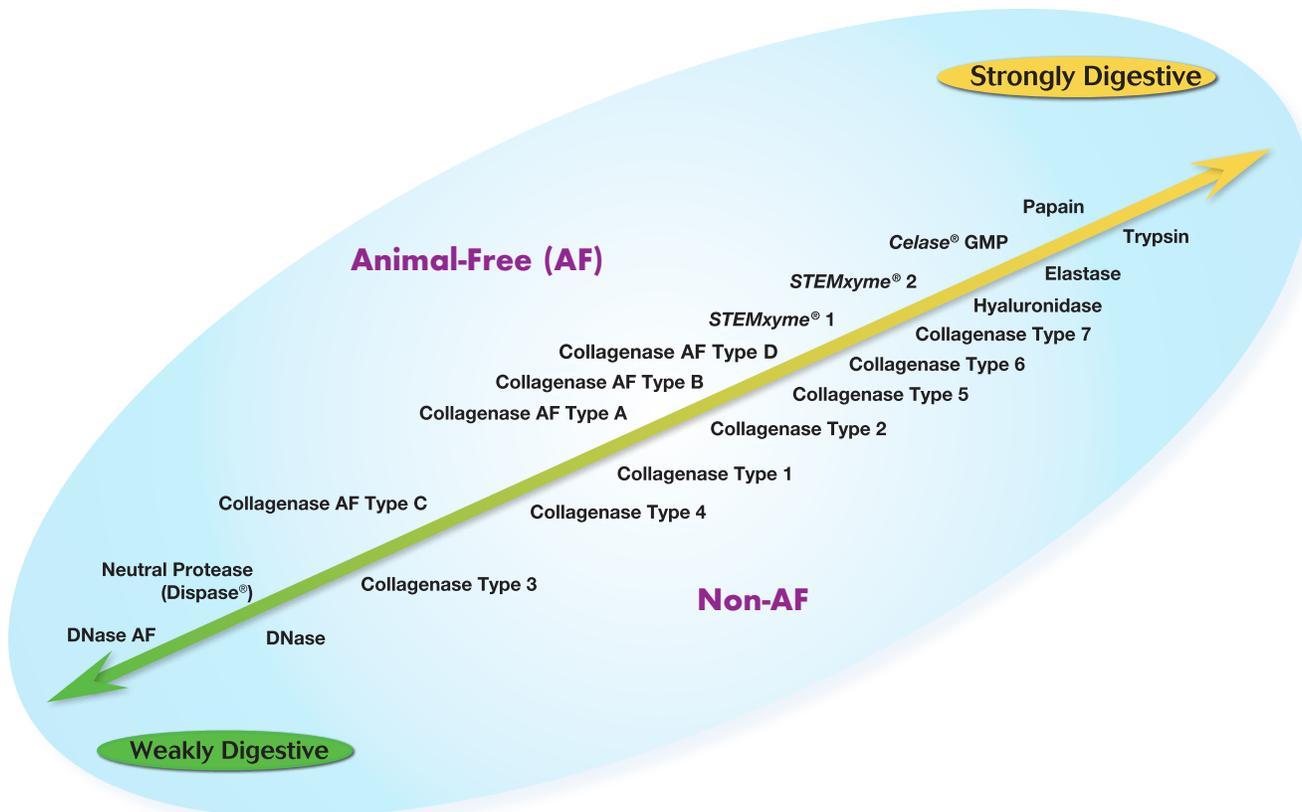 Strongly Digestive
Papain
Trypsin
Celase® GMP
Animal-Free (AF)
Elastase
STEMxyme® 2
Hyaluronidase
STEMxyme® 1
Collagenase Type 7
Collagenase AF Type D
Collagenase Type 6
Collagenase AF Type B
Collagenase Type 5
Collagenase AF Type A
Collagenase Type 2
Collagenase Type 1
Collagenase AF Type C
Collagenase Type 4
Neutral Protease
(Dispase®)
Collagenase Type 3
Non-AF
DNase AF
DNase
Weakly Digestive